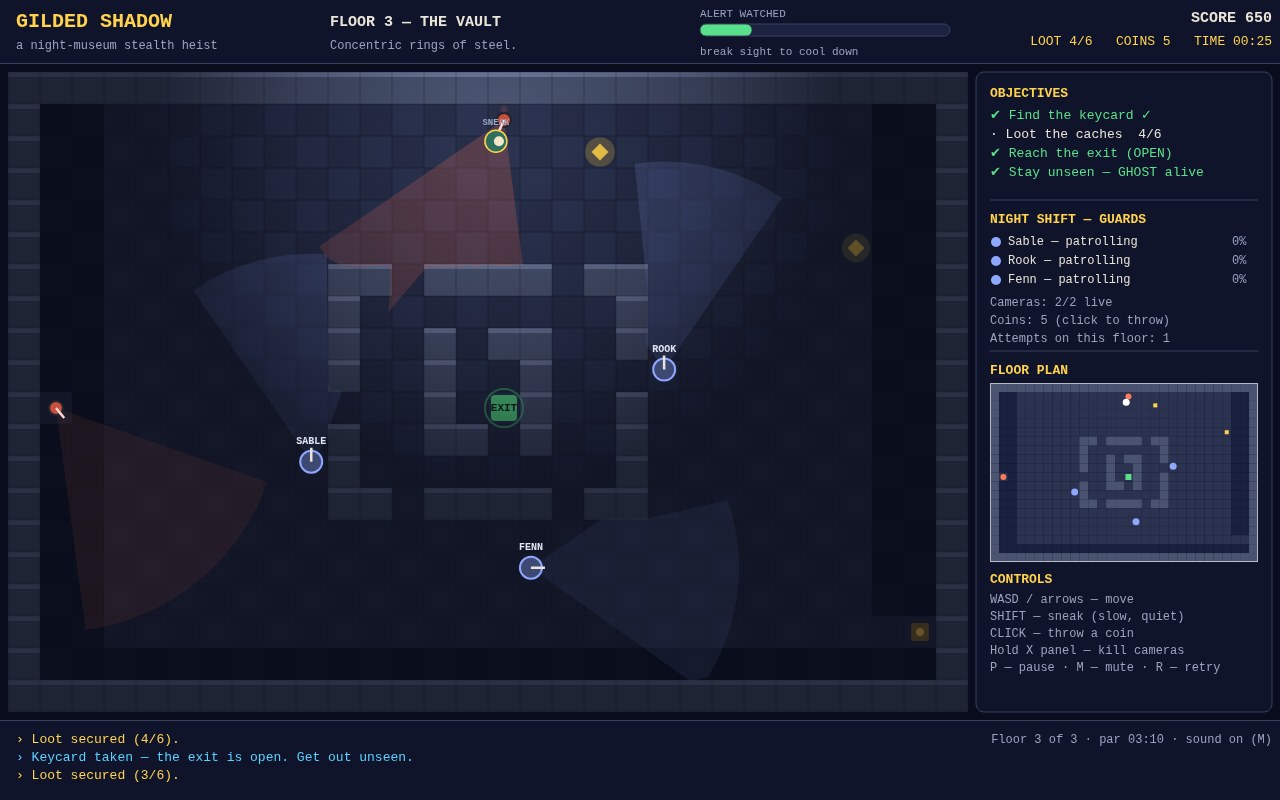 GILDED SHADOW
a night-museum stealth heist
FLOOR 3 — THE VAULT
Concentric rings of steel.
ALERT WATCHED
break sight to cool down
SCORE 650
LOOT 4/6 COINS 5 TIME 00:25
ROOK
EXIT
SABLE
FENN
OBJECTIVES
✔ Find the keycard ✓
· Loot the caches 4/6
✔ Reach the exit (OPEN)
✔ Stay unseen — GHOST alive
NIGHT SHIFT — GUARDS
Sable — patrolling 0%
Rook — patrolling 0%
Fenn — patrolling 0%
Cameras: 2/2 live
Coins: 5 (click to throw)
Attempts on this floor: 1
FLOOR PLAN
CONTROLS
WASD / arrows — move
SHIFT — sneak (slow, quiet)
CLICK — throw a coin
Hold X panel — kill cameras
P — pause · M — mute · R — retry
› Loot secured (4/6).
› Keycard taken — the exit is open. Get out unseen.
› Loot secured (3/6).
Floor 3 of 3 · par 03:10 · sound on (M)